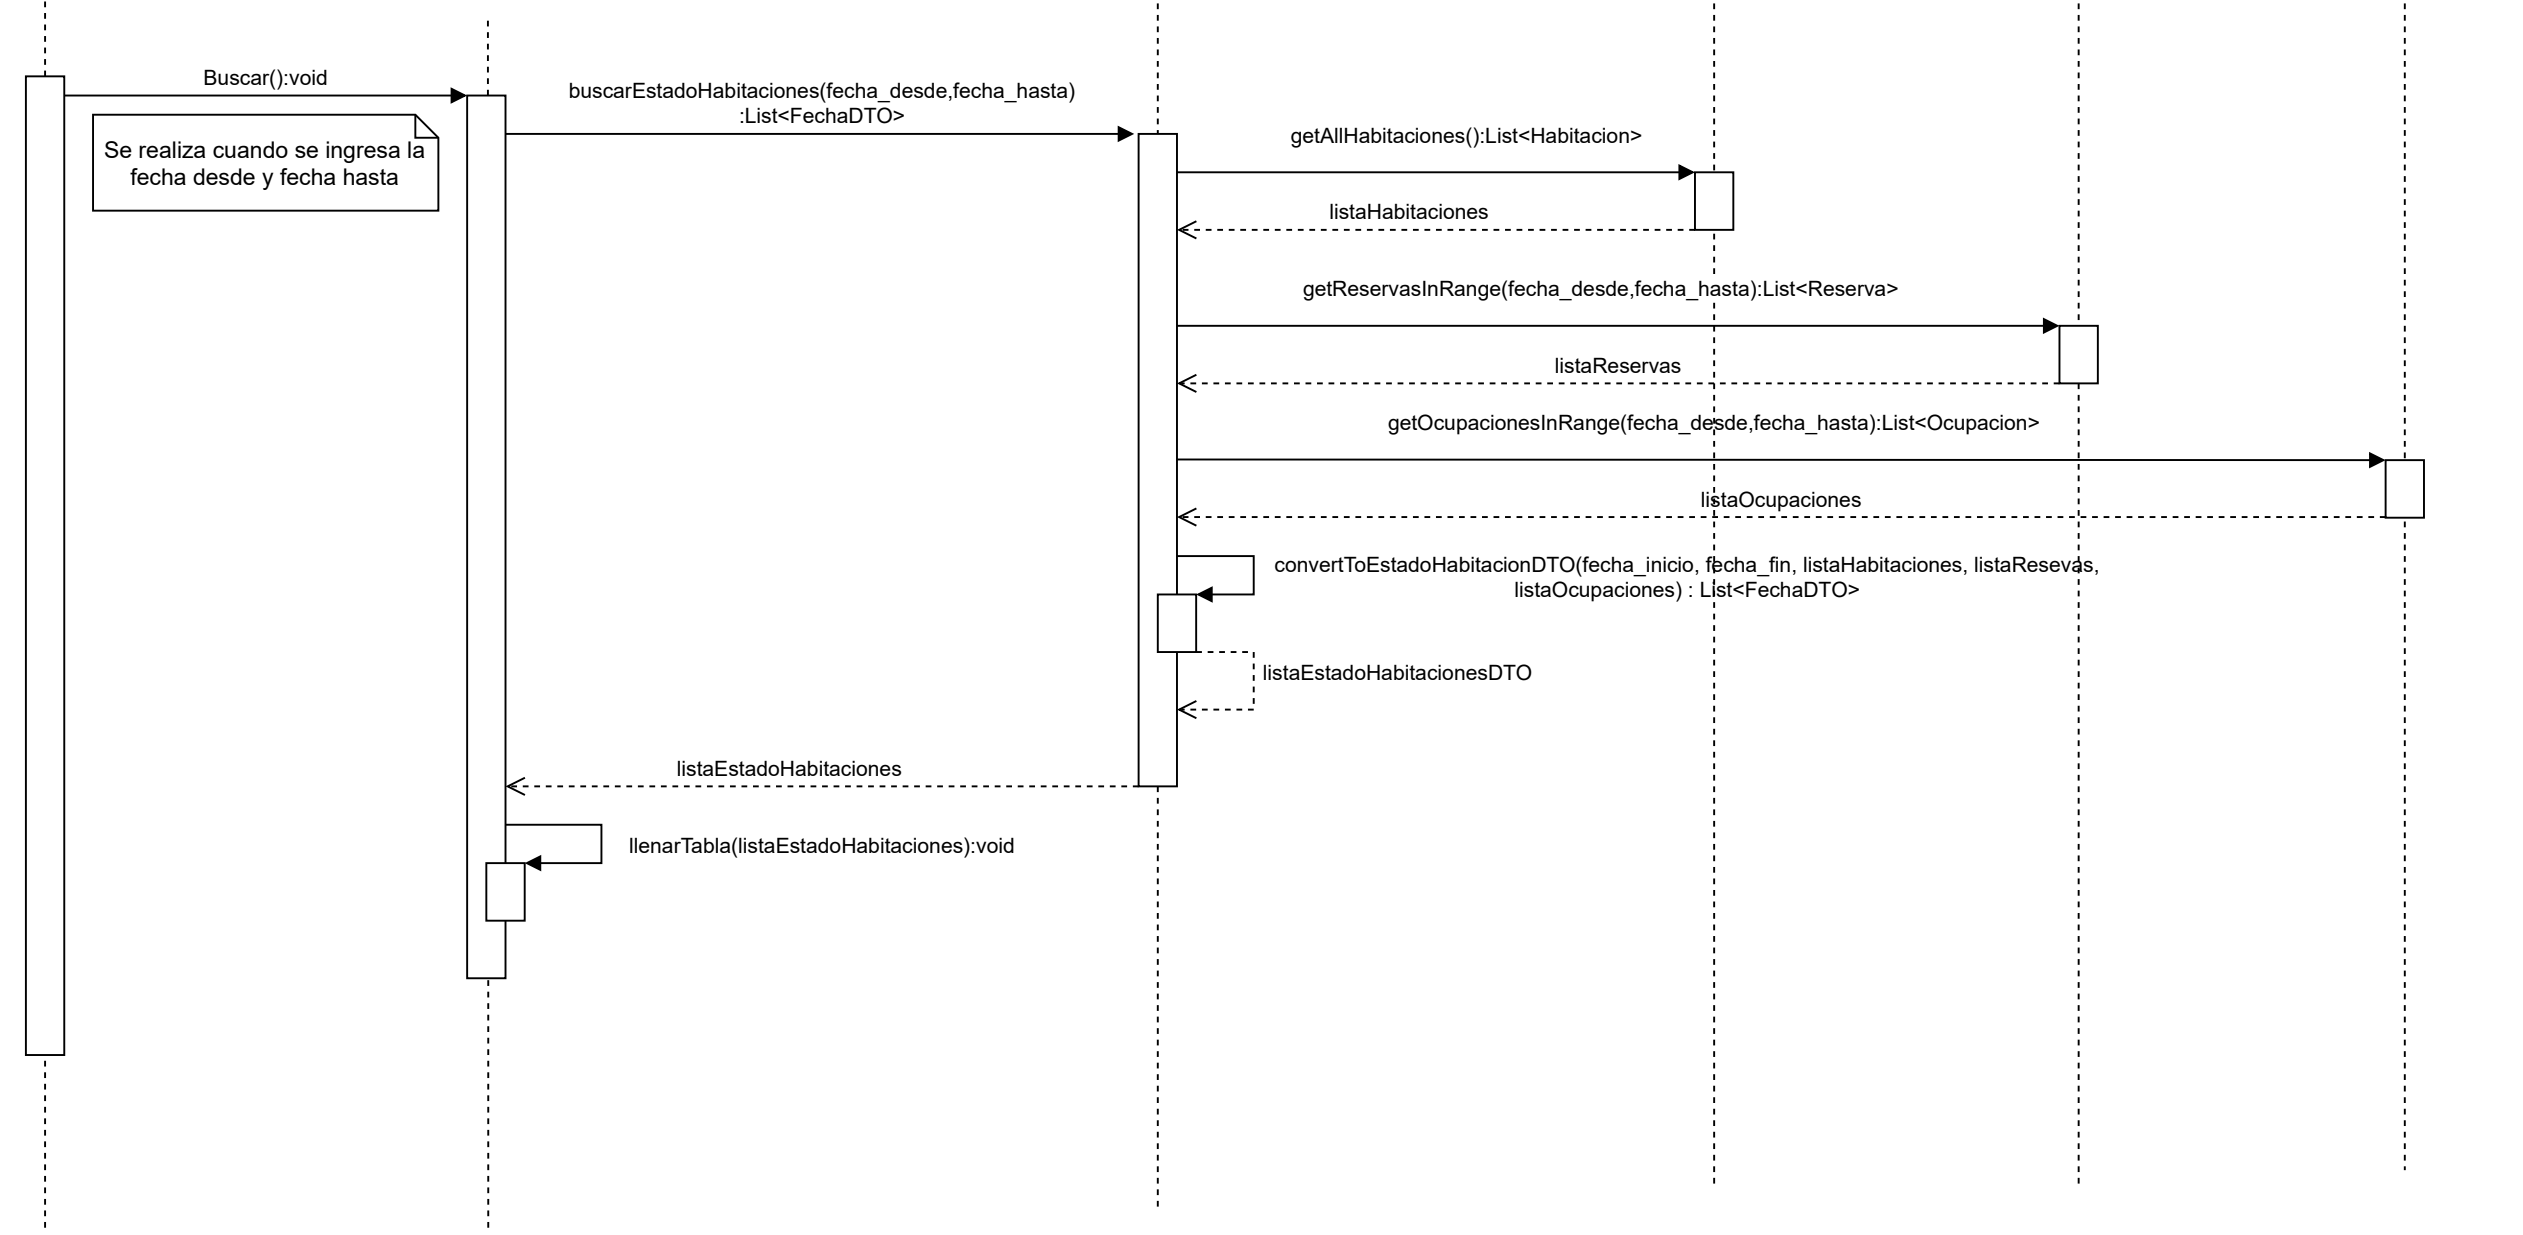 Buscar():void
Se realiza cuando se ingresa la
fecha desde y fecha hasta
buscarEstadoHabitaciones(fecha_desde,fecha_hasta)
:List<FechaDTO>
getAllHabitaciones():List<Habitacion>
listaHabitaciones
getReservasInRange(fecha_desde,fecha_hasta):List<Reserva>
listaReservas
getOcupacionesInRange(fecha_desde,fecha_hasta):List<Ocupacion>
listaOcupaciones
convertToEstadoHabitacionDTO(fecha_inicio, fecha_fin, listaHabitaciones, listaResevas,
listaOcupaciones) : List<FechaDTO>
listaEstadoHabitacionesDTO
listaEstadoHabitaciones
llenarTabla(listaEstadoHabitaciones):void